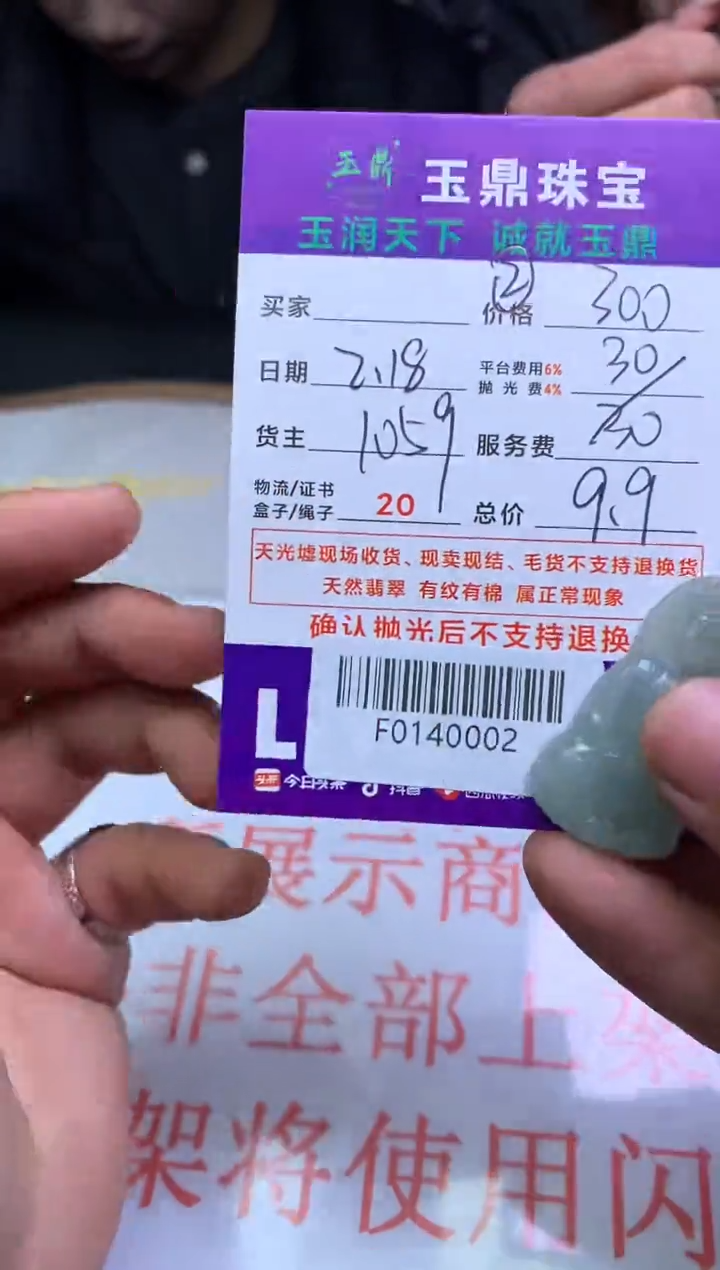 玉鼎 玉鼎珠宝
玉润天下 诚就玉鼎
买家 ② 价格 300
日期 2.18 平台费用6% 抛光费4% 30
货主 1059 服务费 30
物流/证书 盒子/绳子 20 总价 9.9
天光墟现场收货、现卖现结、毛货不支持退换货
天然翡翠 有纹有棉 属正常现象
确认抛光后不支持退换
L
F0140002
头条 今日头条 抖音
展示商
非全部上架
架将使用闪